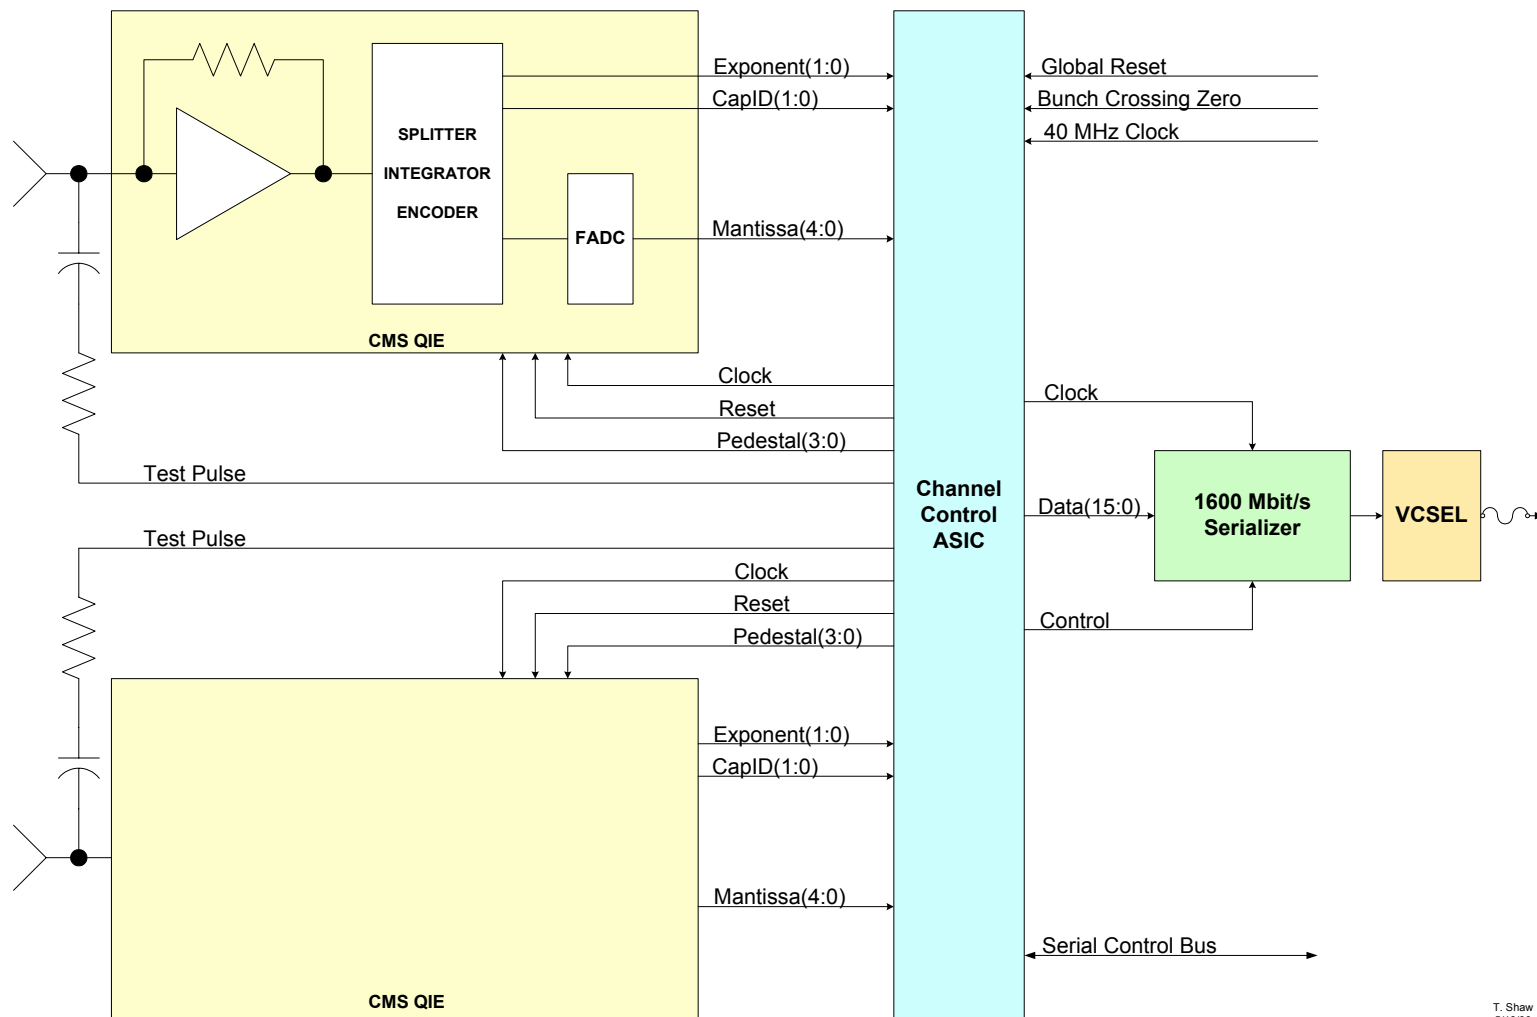 Exponent(1:0)
CapID(1:0)
SPLITTER
INTEGRATOR
ENCODER
FADC
Mantissa(4:0)
CMS QIE
Global Reset
Bunch Crossing Zero
40 MHz Clock
Clock
Reset
Pedestal(3:0)
Test Pulse
Test Pulse
Clock
Reset
Pedestal(3:0)
Channel
Control
ASIC
Clock
Data(15:0)
Control
1600 Mbit/s
Serializer
VCSEL
Exponent(1:0)
CapID(1:0)
Mantissa(4:0)
CMS QIE
Serial Control Bus
T. Shaw